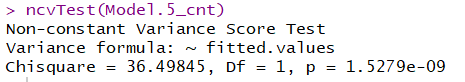 > ncvTest(Model.5_cnt)
Non-constant Variance Score Test
Variance formula: ~ fitted.values
Chisquare = 36.49845, Df = 1, p = 1.5279e-09